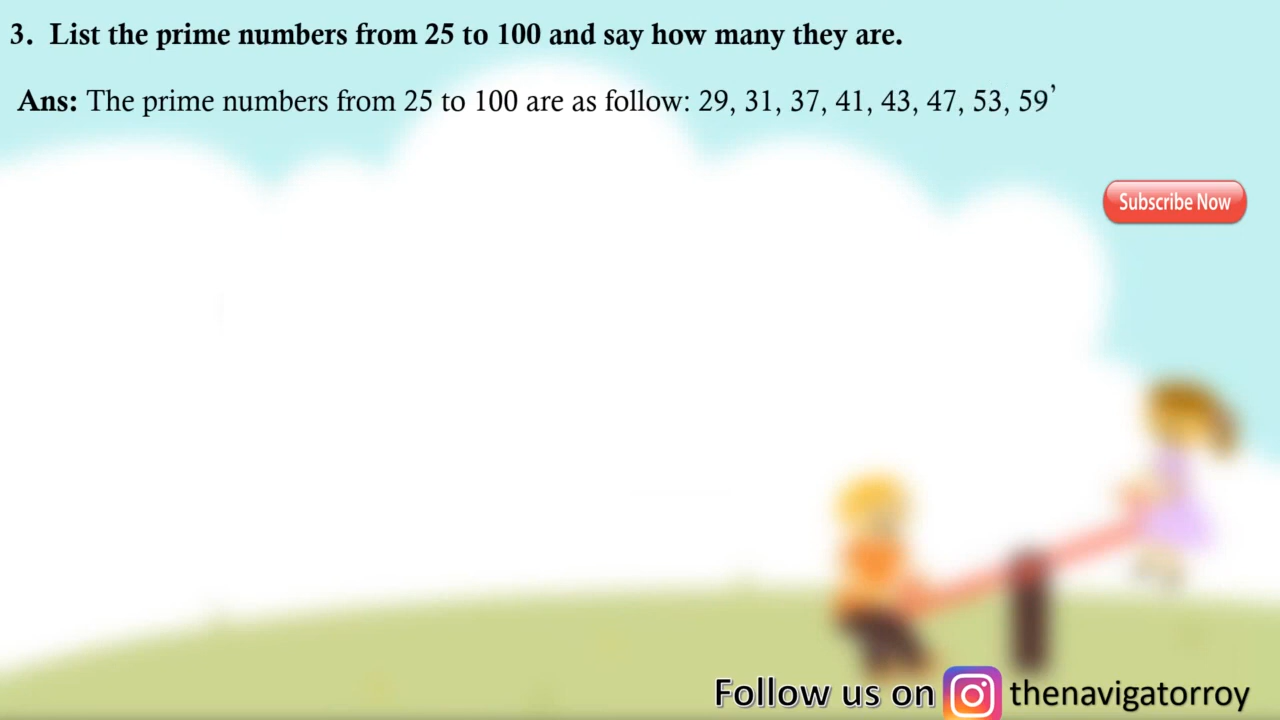 3. List the prime numbers from 25 to 100 and say how many they are.
Ans: The prime numbers from 25 to 100 are as follow: 29, 31, 37, 41, 43, 47, 53, 59,
Subscribe Now
Follow us on thenavigatorroy